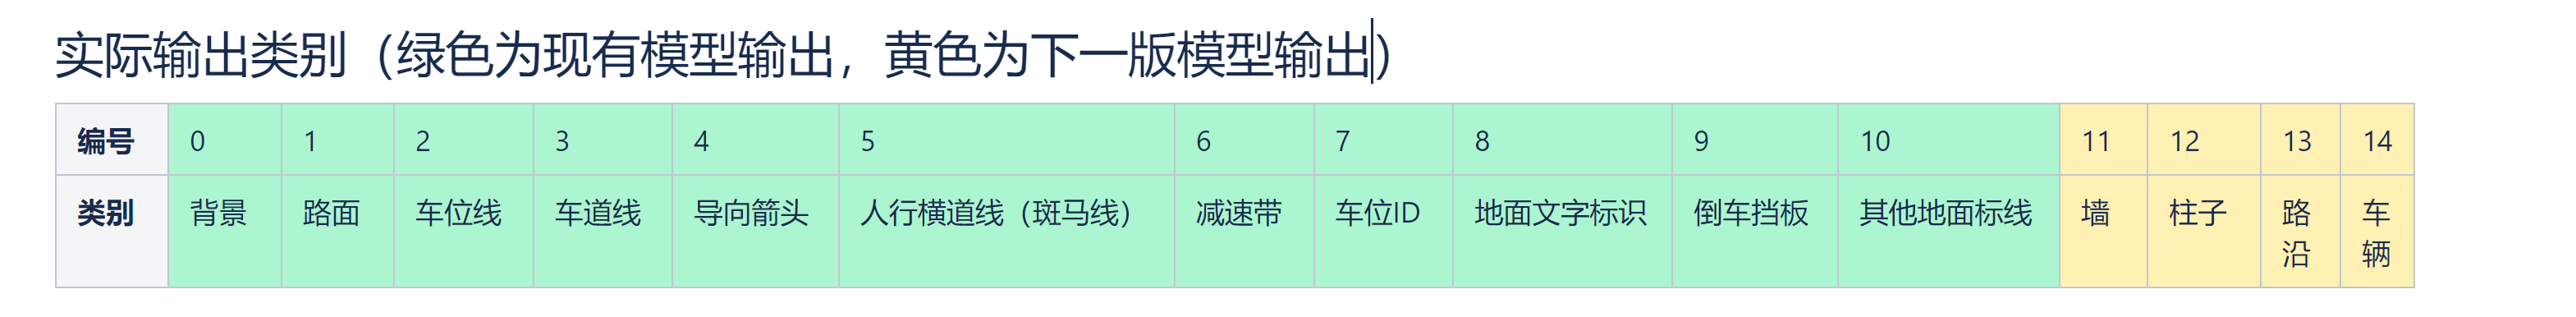 实际输出类别（绿色为现有模型输出，黄色为下一版模型输出）
编号 0 1 2 3 4 5 6 7 8 9 10 11 12 13 14
类别 背景 路面 车位线 车道线 导向箭头 人行横道线（斑马线） 减速带 车位ID 地面文字标识 倒车挡板 其他地面标线 墙 柱子 路沿 车辆